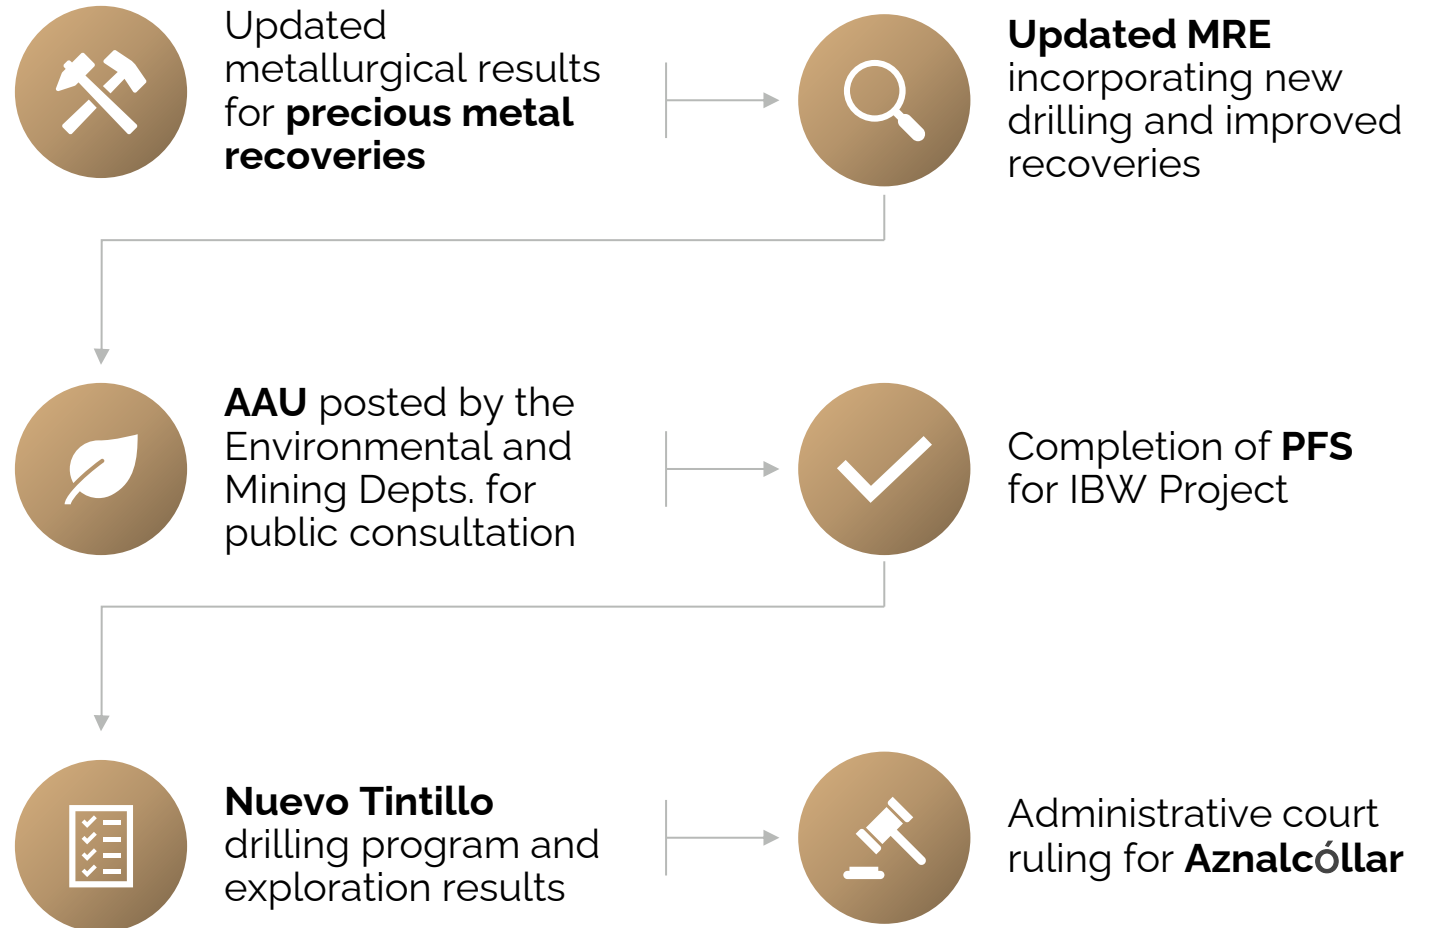 Updated
metallurgical results
for precious metal
recoveries
Updated MRE
incorporating new
drilling and improved
recoveries
AAU posted by the
Environmental and
Mining Depts. for
public consultation
Completion of PFS
for IBW Project
Nuevo Tintillo
drilling program and
exploration results
Administrative court
ruling for Aznalcóllar